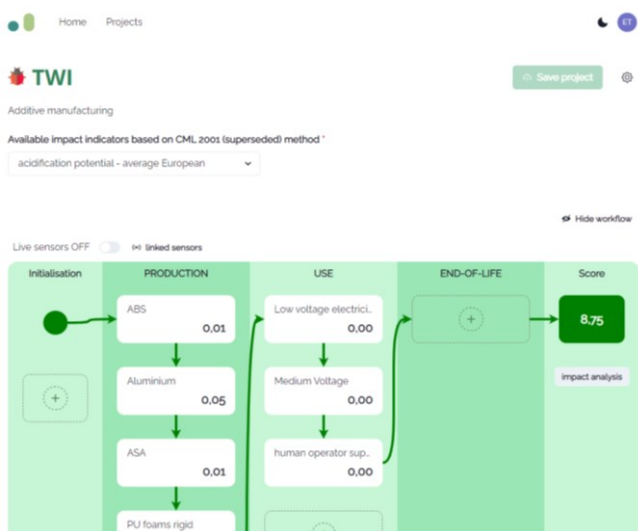 Home Projects ET
TWI
Save project
Additive manufacturing
Available impact indicators based on CML 2001 (superseded) method *
acidification potential - average European
Hide workflow
Live sensors OFF linked sensors
Initialisation PRODUCTION USE END-OF-LIFE Score
ABS
0,01
Low voltage electrici..
0,00
+
8,75
Aluminium
0,05
Medium Voltage
0,00
impact analysis
+
ASA
0,01
human operator sup..
0,00
PU foams rigid